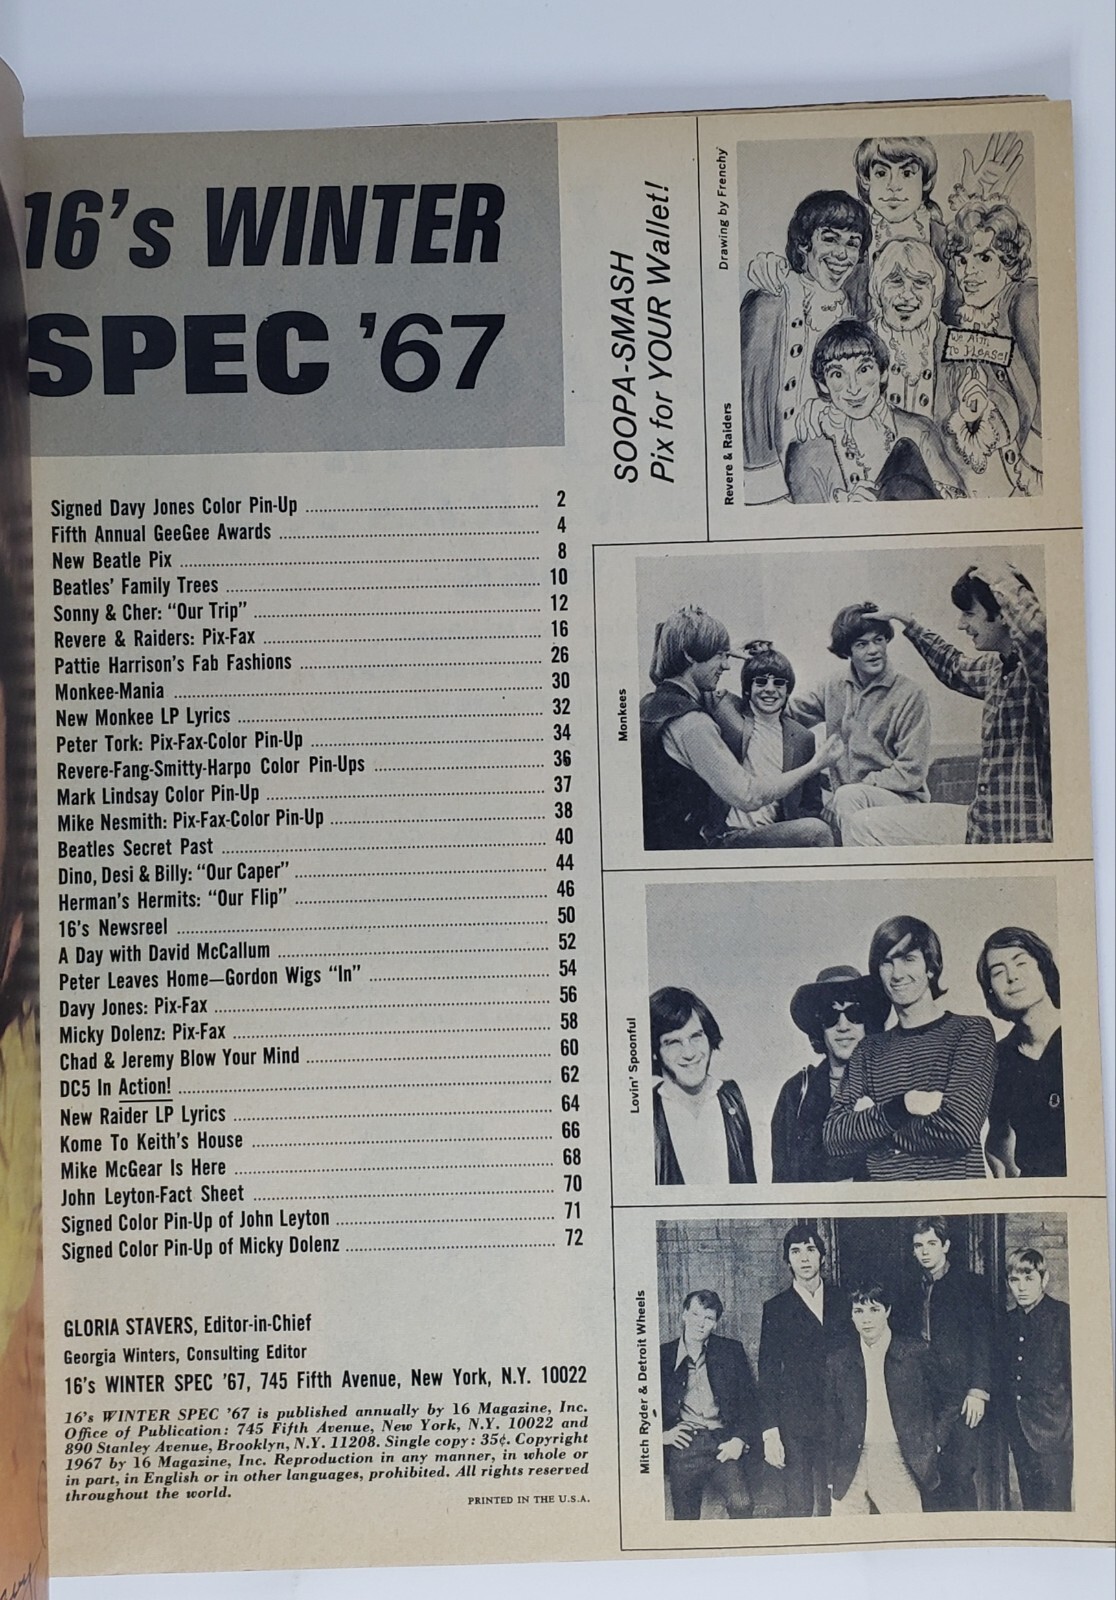 16's WINTER
SPEC '67
Signed Davy Jones Color Pin-Up ........ 2
Fifth Annual GeeGee Awards ........ 4
New Beatle Pix ........ 8
Beatles' Family Trees ........ 10
Sonny & Cher: "Our Trip" ........ 12
Revere & Raiders: Pix-Fax ........ 16
Pattie Harrison's Fab Fashions ........ 26
Monkee-Mania ........ 30
New Monkee LP Lyrics ........ 32
Peter Tork: Pix-Fax-Color Pin-Up ........ 34
Revere-Fang-Smitty-Harpo Color Pin-Ups ........ 36
Mark Lindsay Color Pin-Up ........ 37
Mike Nesmith: Pix-Fax-Color Pin-Up ........ 38
Beatles Secret Past ........ 40
Dino, Desi & Billy: "Our Caper" ........ 44
Herman's Hermits: "Our Flip" ........ 46
16's Newsreel ........ 50
A Day with David McCallum ........ 52
Peter Leaves Home—Gordon Wigs "In" ........ 54
Davy Jones: Pix-Fax ........ 56
Micky Dolenz: Pix-Fax ........ 58
Chad & Jeremy Blow Your Mind ........ 60
DC5 In Action! ........ 62
New Raider LP Lyrics ........ 64
Kome To Keith's House ........ 66
Mike McGear Is Here ........ 68
John Leyton-Fact Sheet ........ 70
Signed Color Pin-Up of John Leyton ........ 71
Signed Color Pin-Up of Micky Dolenz ........ 72
GLORIA STAVERS, Editor-in-Chief
Georgia Winters, Consulting Editor
16's WINTER SPEC '67, 745 Fifth Avenue, New York, N.Y. 10022
16's WINTER SPEC '67 is published annually by 16 Magazine, Inc.
Office of Publication: 745 Fifth Avenue, New York, N.Y. 10022 and
890 Stanley Avenue, Brooklyn, N.Y. 11208. Single copy: 35¢. Copyright
1967 by 16 Magazine, Inc. Reproduction in any manner, in whole or
in part, in English or in other languages, prohibited. All rights reserved
throughout the world.
PRINTED IN THE U.S.A.
SOOPA-SMASH
Pix for YOUR Wallet!
Revere & Raiders
Drawing by Frenchy
We Aim
To Please!
Monkees
Lovin' Spoonful
Mitch Ryder & Detroit Wheels